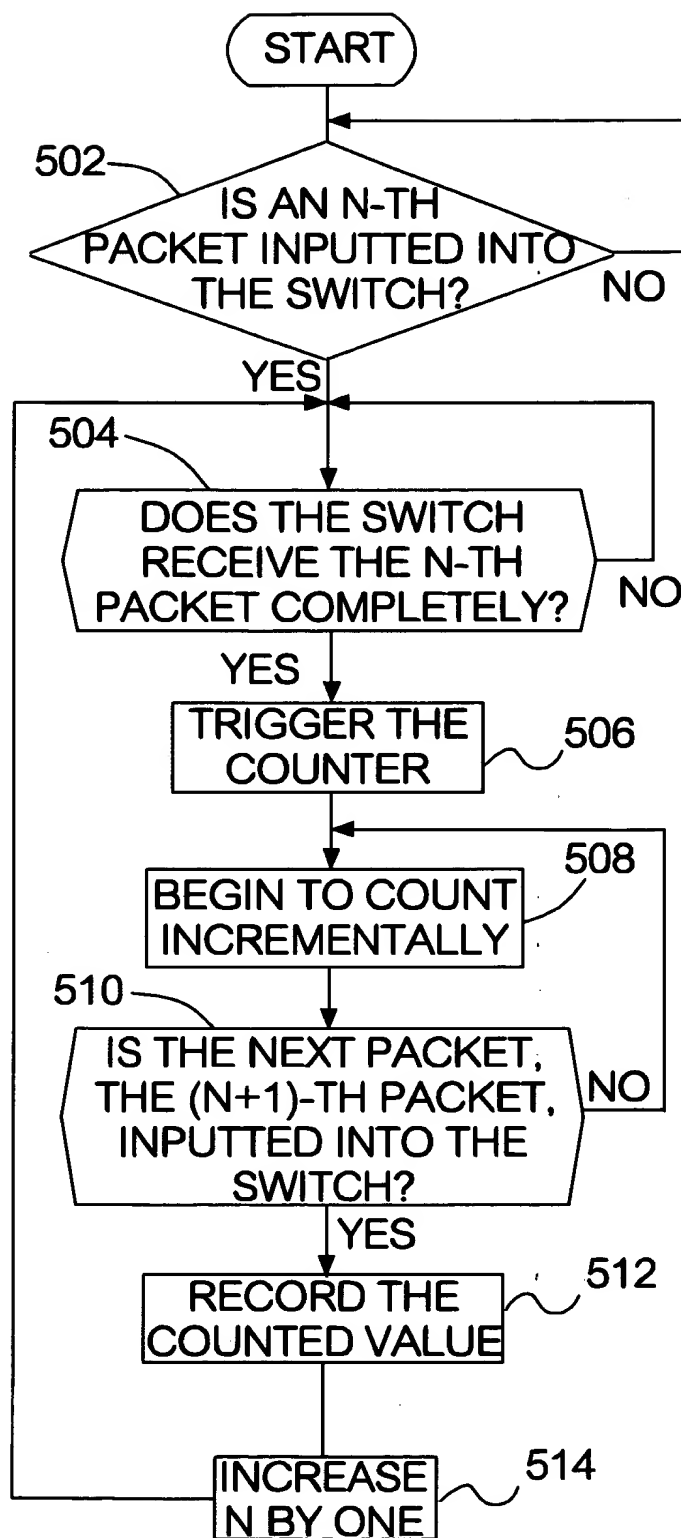 START
502
IS AN N-TH
PACKET INPUTTED INTO
THE SWITCH?
NO
YES
504
DOES THE SWITCH
RECEIVE THE N-TH
PACKET COMPLETELY?
NO
YES
TRIGGER THE
COUNTER
506
BEGIN TO COUNT
INCREMENTALLY
508
510
IS THE NEXT PACKET,
THE (N+1)-TH PACKET,
INPUTTED INTO THE
SWITCH?
NO
YES
RECORD THE
COUNTED VALUE
512
INCREASE
N BY ONE
514